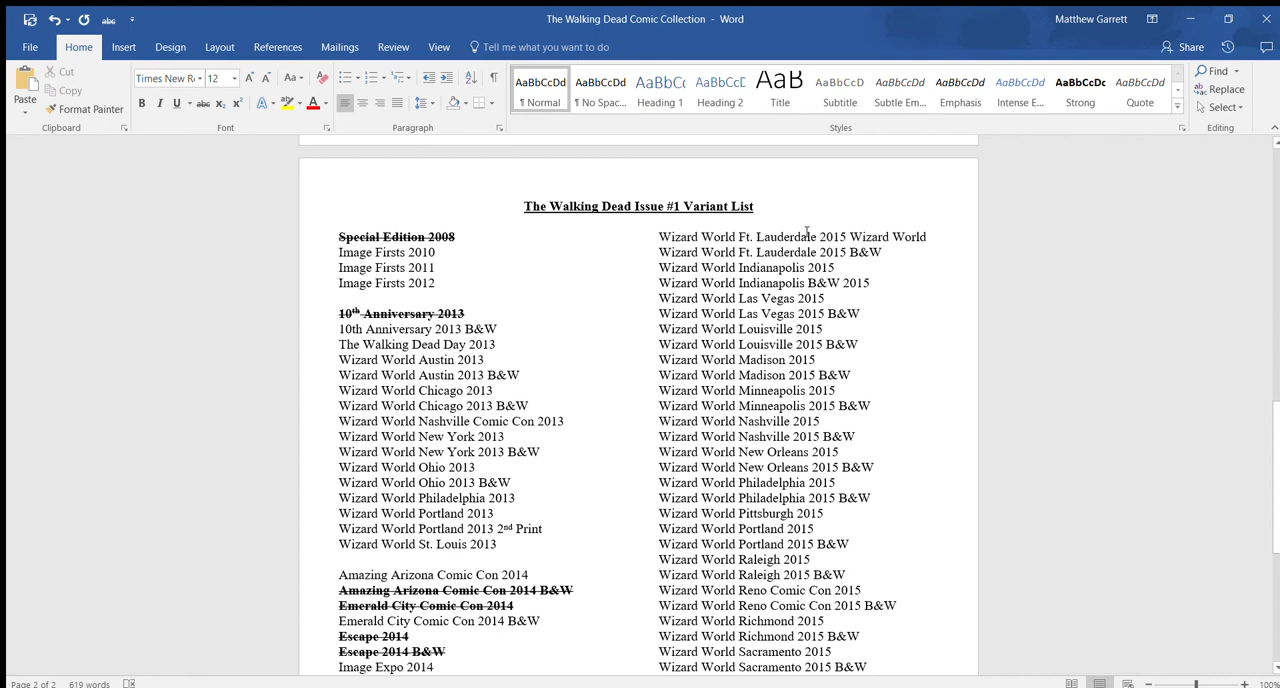 The Walking Dead Comic Collection - Word
Matthew Garrett
File Home Insert Design Layout References Mailings Review View Tell me what you want to do
Share
Paste
Cut
Copy
Format Painter
Clipboard
Times New R
12
Font
Paragraph
AaBbCcDd AaBbCcDd AaBbCc AaBbCcD AaB AaBbCcD AaBbCcDd AaBbCcDd AaBbCcDd AaBbCcDc AaBbCcDd
¶ Normal ¶ No Spac... Heading 1 Heading 2 Title Subtitle Subtle Em... Emphasis Intense E... Strong Quote
Styles
Find
Replace
Select
Editing
The Walking Dead Issue #1 Variant List
Special Edition 2008
Image Firsts 2010
Image Firsts 2011
Image Firsts 2012
10th Anniversary 2013
10th Anniversary 2013 B&W
The Walking Dead Day 2013
Wizard World Austin 2013
Wizard World Austin 2013 B&W
Wizard World Chicago 2013
Wizard World Chicago 2013 B&W
Wizard World Nashville Comic Con 2013
Wizard World New York 2013
Wizard World New York 2013 B&W
Wizard World Ohio 2013
Wizard World Ohio 2013 B&W
Wizard World Philadelphia 2013
Wizard World Portland 2013
Wizard World Portland 2013 2nd Print
Wizard World St. Louis 2013
Amazing Arizona Comic Con 2014
Amazing Arizona Comic Con 2014 B&W
Emerald City Comic Con 2014
Emerald City Comic Con 2014 B&W
Escape 2014
Escape 2014 B&W
Image Expo 2014
Wizard World Ft. Lauderdale 2015 Wizard World
Wizard World Ft. Lauderdale 2015 B&W
Wizard World Indianapolis 2015
Wizard World Indianapolis B&W 2015
Wizard World Las Vegas 2015
Wizard World Las Vegas 2015 B&W
Wizard World Louisville 2015
Wizard World Louisville 2015 B&W
Wizard World Madison 2015
Wizard World Madison 2015 B&W
Wizard World Minneapolis 2015
Wizard World Minneapolis 2015 B&W
Wizard World Nashville 2015
Wizard World Nashville 2015 B&W
Wizard World New Orleans 2015
Wizard World New Orleans 2015 B&W
Wizard World Philadelphia 2015
Wizard World Philadelphia 2015 B&W
Wizard World Pittsburgh 2015
Wizard World Portland 2015
Wizard World Portland 2015 B&W
Wizard World Raleigh 2015
Wizard World Raleigh 2015 B&W
Wizard World Reno Comic Con 2015
Wizard World Reno Comic Con 2015 B&W
Wizard World Richmond 2015
Wizard World Richmond 2015 B&W
Wizard World Sacramento 2015
Wizard World Sacramento 2015 B&W
Page 2 of 2 619 words
100%